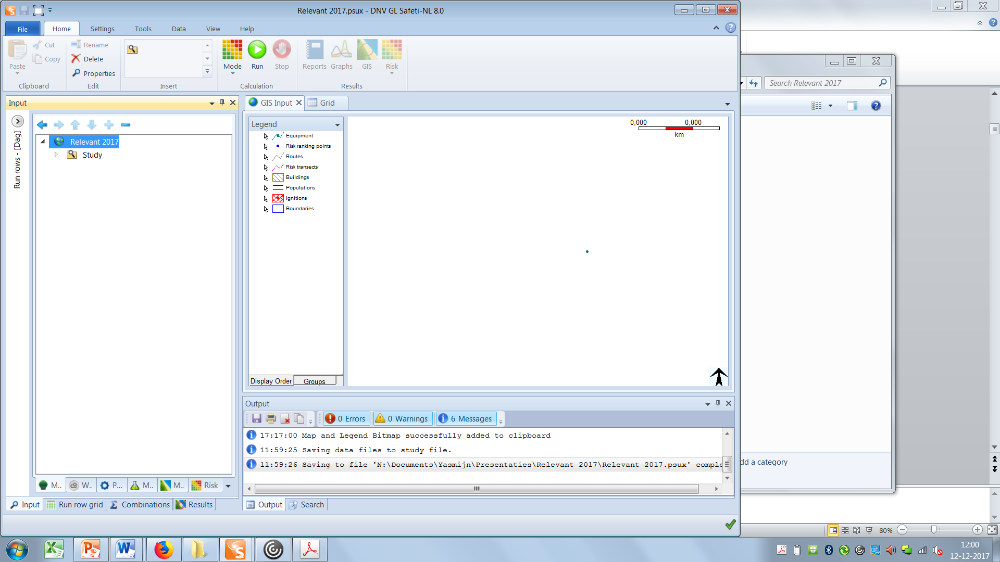 Relevant 2017.psux - DNV GL Safeti-NL 8.0
File Home Settings Tools Data View Help
Paste
Cut
Copy
Clipboard
Rename
Delete
Properties
Edit
Insert
Mode Run Stop
Calculation
Reports Graphs GIS Risk
Results
Search Relevant 2017
Input
Run rows - [Dag]
Relevant 2017
Study
M.. W.. P... M... M... Risk
Input Run row grid Combinations Results
GIS Input Grid
Legend
Equipment
Risk ranking points
Routes
Risk transects
Buildings
Populations
Ignitions
Boundaries
Display Order Groups
0,000 0,000
km
Output
0 Errors 0 Warnings 6 Messages
17:17:00 Map and Legend Bitmap successfully added to clipboard
11:59:25 Saving data files to study file.
11:59:26 Saving to file 'N:\Documents\Yasmijn\Presentaties\Relevant 2017\Relevant 2017.psux' comple
Output Search
dd a category
80%
12:00
12-12-2017